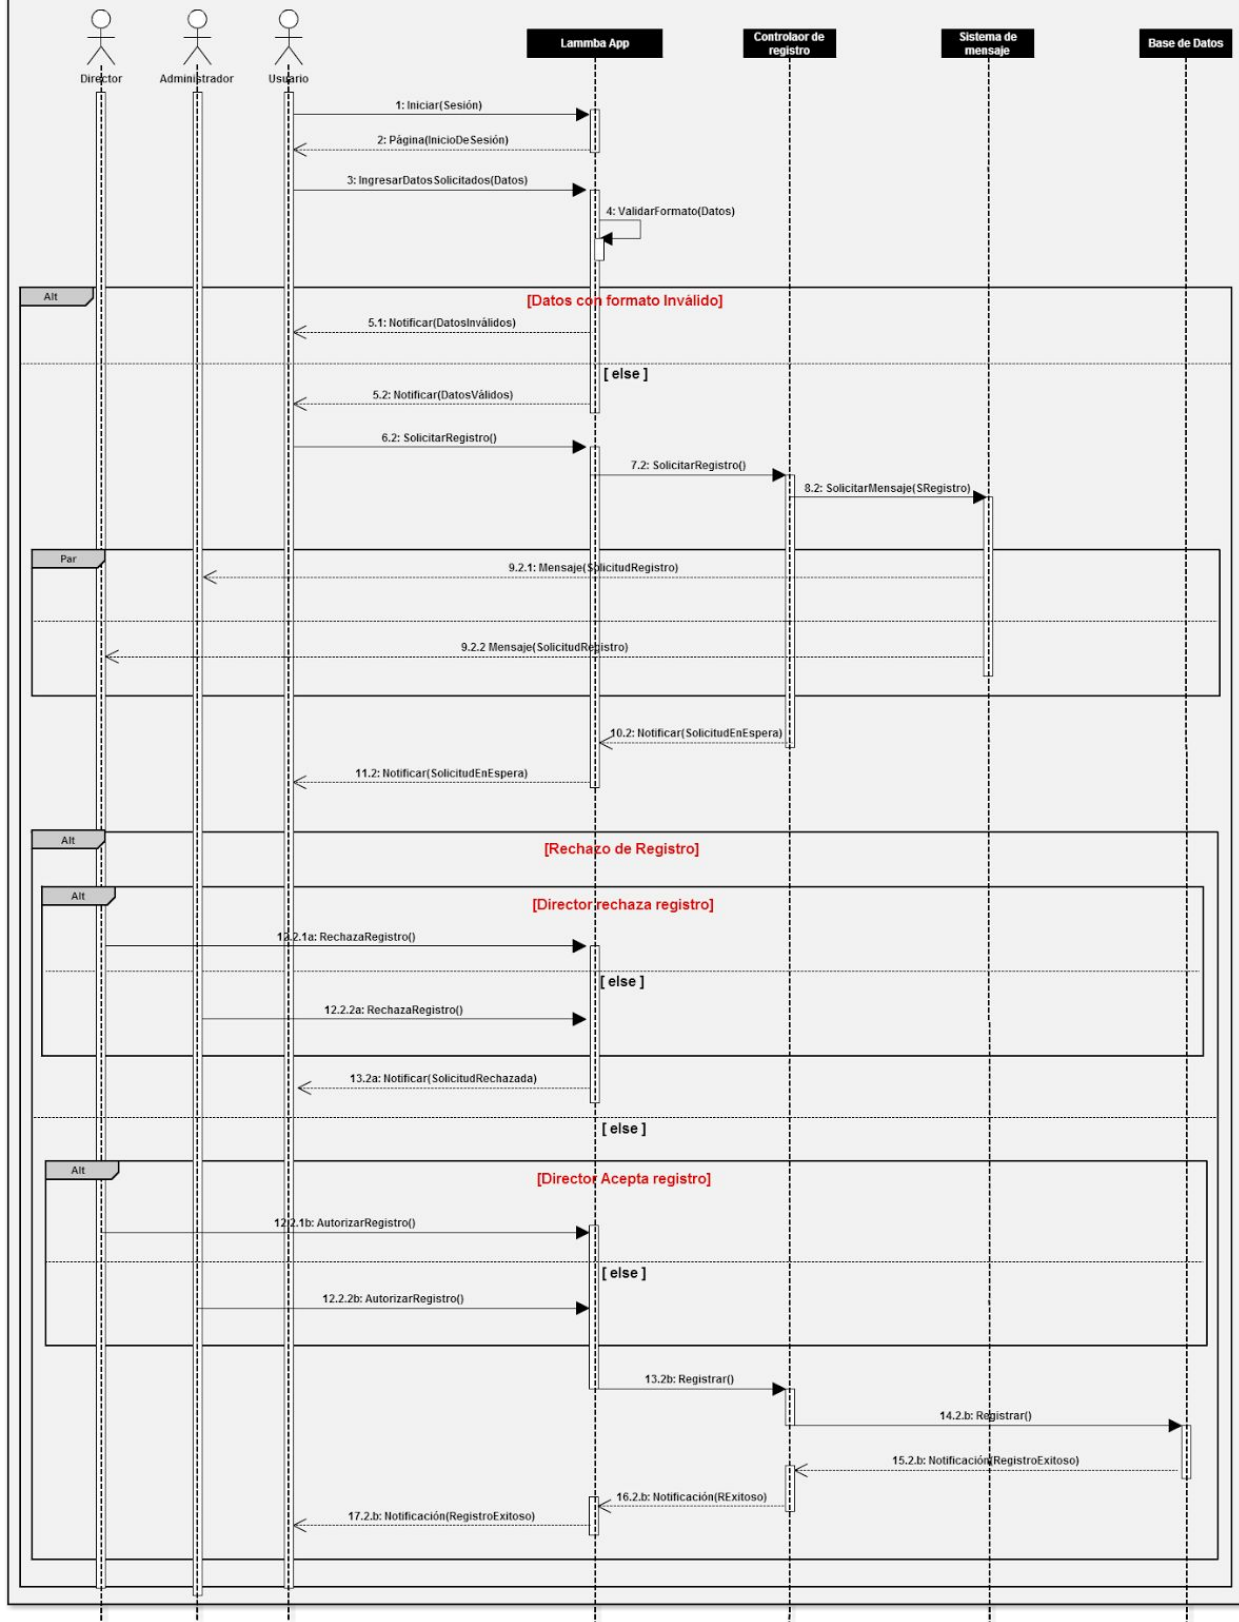 Director
Administrador
Usuario
Lammba App
Controlaor de
registro
Sistema de
mensaje
Base de Datos
1: Iniciar(Sesión)
2: Página(InicioDeSesión)
3: IngresarDatosSolicitados(Datos)
4: ValidarFormato(Datos)
Alt
[Datos con formato Inválido]
5.1: Notificar(DatosInválidos)
[ else ]
5.2: Notificar(DatosVálidos)
6.2: SolicitarRegistro()
7.2: SolicitarRegistro()
8.2: SolicitarMensaje(SRegistro)
Par
9.2.1: Mensaje(SolicitudRegistro)
9.2.2 Mensaje(SolicitudRegistro)
10.2: Notificar(SolicitudEnEspera)
11.2: Notificar(SolicitudEnEspera)
Alt
[Rechazo de Registro]
Alt
[Director rechaza registro]
12.2.1a: RechazaRegistro()
[ else ]
12.2.2a: RechazaRegistro()
13.2a: Notificar(SolicitudRechazada)
[ else ]
Alt
[Director Acepta registro]
12.2.1b: AutorizarRegistro()
[ else ]
12.2.2b: AutorizarRegistro()
13.2b: Registrar()
14.2.b: Registrar()
15.2.b: Notificación(RegistroExitoso)
16.2.b: Notificación(RExitoso)
17.2.b: Notificación(RegistroExitoso)